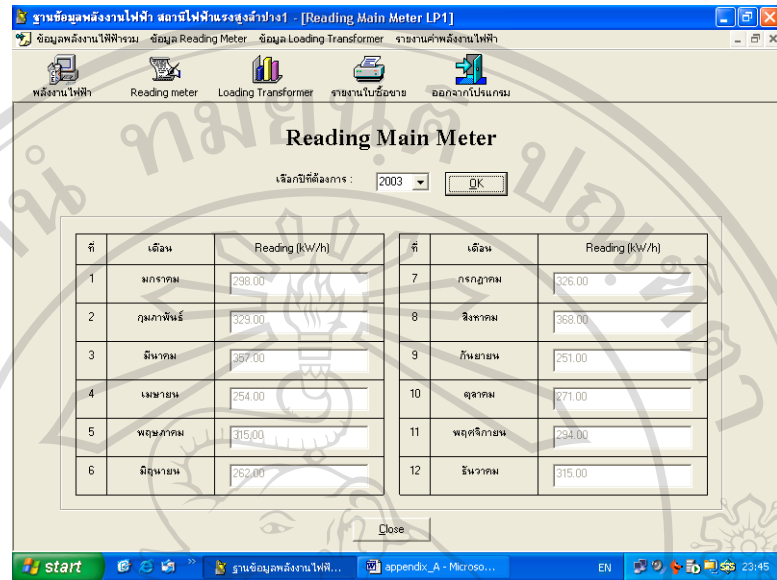 ฐานข้อมูลพลังงานไฟฟ้า สถานีไฟฟ้าแรงสูงลำปาง1 - [Reading Main Meter LP1]
ข้อมูลพลังงานไฟฟ้ารวม ข้อมูล Reading Meter ข้อมูล Loading Transformer รายงานค่าพลังงานไฟฟ้า
พลังงานไฟฟ้า Reading meter Loading Transformer รายงานใบซื้อขาย ออกจากโปรแกรม
Reading Main Meter
เลือกปีที่ต้องการ : 2003 OK
ที่ เดือน Reading (kW/h) ที่ เดือน Reading (kW/h)
1 มกราคม 298.00 7 กรกฎาคม 326.00
2 กุมภาพันธ์ 329.00 8 สิงหาคม 368.00
3 มีนาคม 357.00 9 กันยายน 251.00
4 เมษายน 254.00 10 ตุลาคม 271.00
5 พฤษภาคม 315.00 11 พฤศจิกายน 294.00
6 มิถุนายน 262.00 12 ธันวาคม 315.00
Close
start ฐานข้อมูลพลังงานไฟฟ้... appendix_A - Microso... EN 23:45